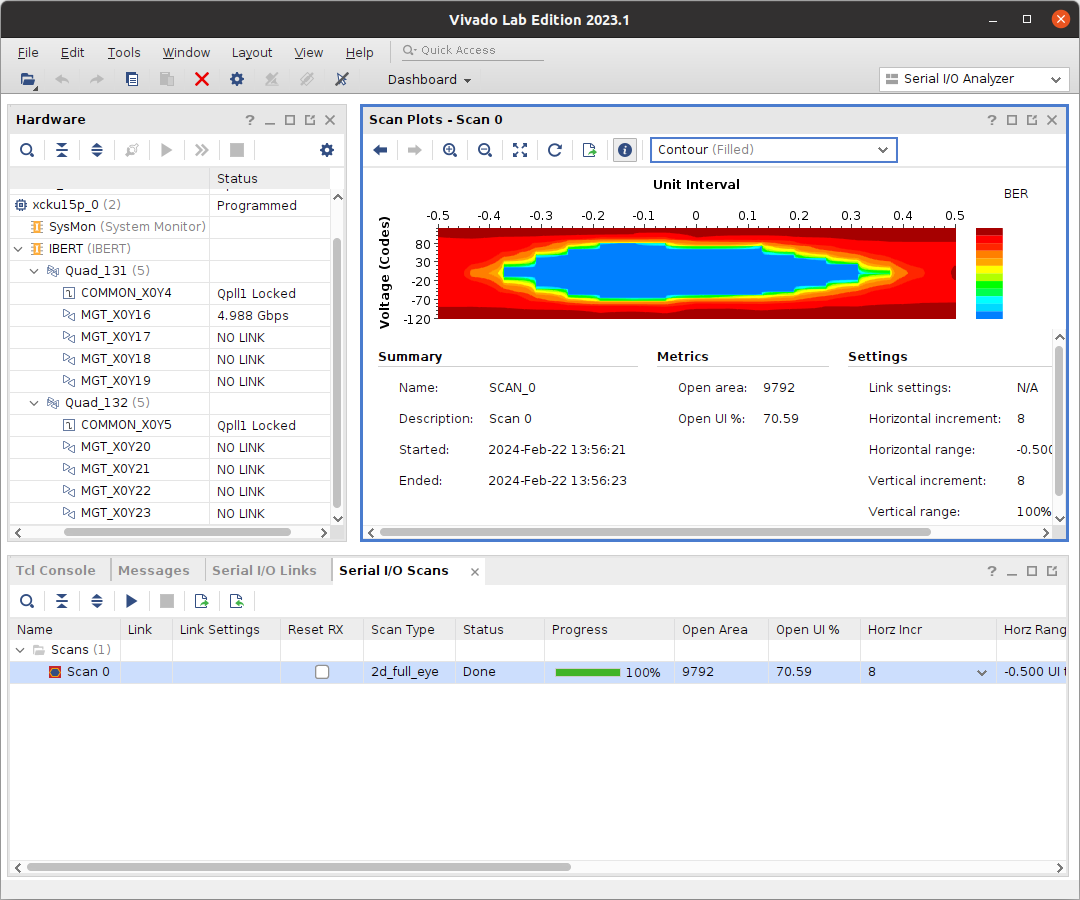 Vivado Lab Edition 2023.1
File Edit Tools Window Layout View Help Quick Access
Dashboard Serial I/O Analyzer
Hardware
Status
xcku15p_0 (2) Programmed
SysMon (System Monitor)
IBERT (IBERT)
Quad_131 (5)
COMMON_X0Y4 Qpll1 Locked
MGT_X0Y16 4.988 Gbps
MGT_X0Y17 NO LINK
MGT_X0Y18 NO LINK
MGT_X0Y19 NO LINK
Quad_132 (5)
COMMON_X0Y5 Qpll1 Locked
MGT_X0Y20 NO LINK
MGT_X0Y21 NO LINK
MGT_X0Y22 NO LINK
MGT_X0Y23 NO LINK
Scan Plots - Scan 0
Contour (Filled)
Unit Interval
BER
-0.5 -0.4 -0.3 -0.2 -0.1 0 0.1 0.2 0.3 0.4 0.5
Voltage (Codes)
80
30
-20
-70
-120
Summary Metrics Settings
Name: SCAN_0 Open area: 9792 Link settings: N/A
Description: Scan 0 Open UI %: 70.59 Horizontal increment: 8
Started: 2024-Feb-22 13:56:21 Horizontal range: -0.500
Ended: 2024-Feb-22 13:56:23 Vertical increment: 8
Vertical range: 100%
Tcl Console Messages Serial I/O Links Serial I/O Scans
Name Link Link Settings Reset RX Scan Type Status Progress Open Area Open UI % Horz Incr Horz Rang
Scans (1)
Scan 0 2d_full_eye Done 100% 9792 70.59 8 -0.500 UI